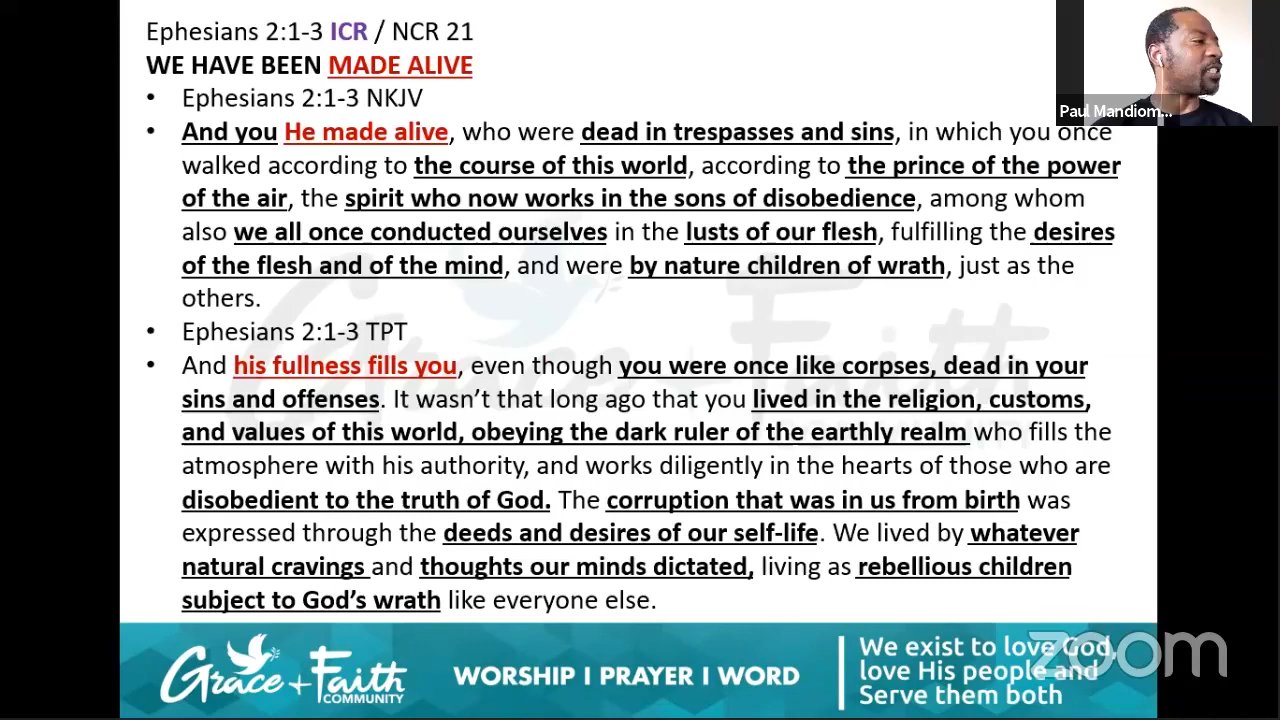 Ephesians 2:1-3 ICR / NCR 21
WE HAVE BEEN MADE ALIVE
• Ephesians 2:1-3 NKJV
• And you He made alive, who were dead in trespasses and sins, in which you once
walked according to the course of this world, according to the prince of the power
of the air, the spirit who now works in the sons of disobedience, among whom
also we all once conducted ourselves in the lusts of our flesh, fulfilling the desires
of the flesh and of the mind, and were by nature children of wrath, just as the
others.
• Ephesians 2:1-3 TPT
• And his fullness fills you, even though you were once like corpses, dead in your
sins and offenses. It wasn’t that long ago that you lived in the religion, customs,
and values of this world, obeying the dark ruler of the earthly realm who fills the
atmosphere with his authority, and works diligently in the hearts of those who are
disobedient to the truth of God. The corruption that was in us from birth was
expressed through the deeds and desires of our self-life. We lived by whatever
natural cravings and thoughts our minds dictated, living as rebellious children
subject to God’s wrath like everyone else.
Paul Mandiom...
Grace + Faith
Grace + Faith
COMMUNITY
WORSHIP I PRAYER I WORD
We exist to love God,
love His people and
Serve them both
zoom